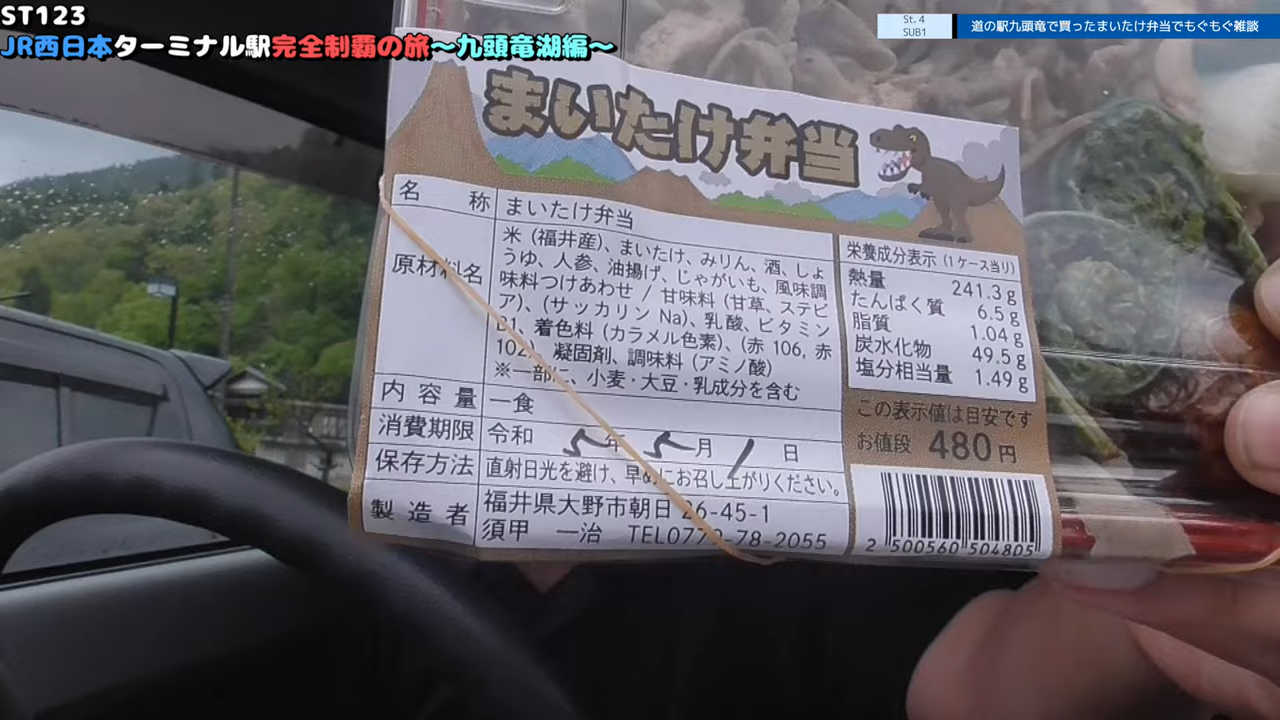 ST123
JR西日本ターミナル駅完全制覇の旅～九頭竜湖編～
St. 4
SUB1
道の駅九頭竜で買ったまいたけ弁当でもぐもぐ雑談
まいたけ弁当
名 称 まいたけ弁当
原材料名 米（福井産）、まいたけ、みりん、酒、しょ
うゆ、人参、油揚げ、じゃがいも、風味調
味料つけあわせ / 甘味料（甘草、ステビ
ア）、（サッカリン Na）、乳酸、ビタミン
B1、着色料（カラメル色素）、（赤 106, 赤
102）、凝固剤、調味料（アミノ酸）
※一部に、小麦・大豆・乳成分を含む
内 容 量 一食
消費期限 令和 5年 5月 1日
保存方法 直射日光を避け、早めにお召し上がりください。
製 造 者 福井県大野市朝日 26-45-1
須甲 一治 TEL0779-78-2055
栄養成分表示（1ケース当り）
熱量 241.3g
たんぱく質 6.5g
脂質 1.04g
炭水化物 49.5g
塩分相当量 1.49g
この表示値は目安です
お値段 480円
2 500560 504805